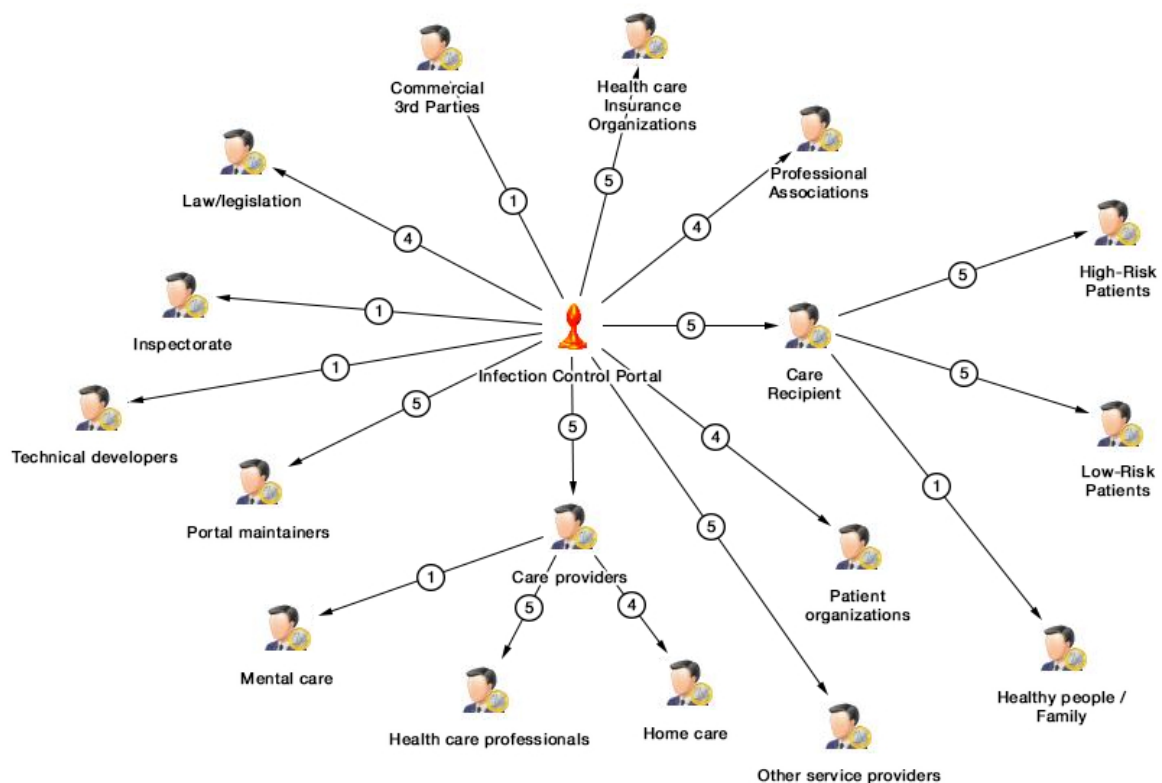 Commercial
3rd Parties
Health care
Insurance
Organizations
Professional
Associations
Law/legislation
5
1
4
4
High-Risk
Patients
5
Inspectorate
1
5
Infection Control Portal
Care
Recipient
1
5
5
Technical developers
5
4
Low-Risk
Patients
1
Portal maintainers
5
Care providers
1
5
4
Patient
organizations
Mental care
Health care professionals
Home care
Healthy people /
Family
Other service providers